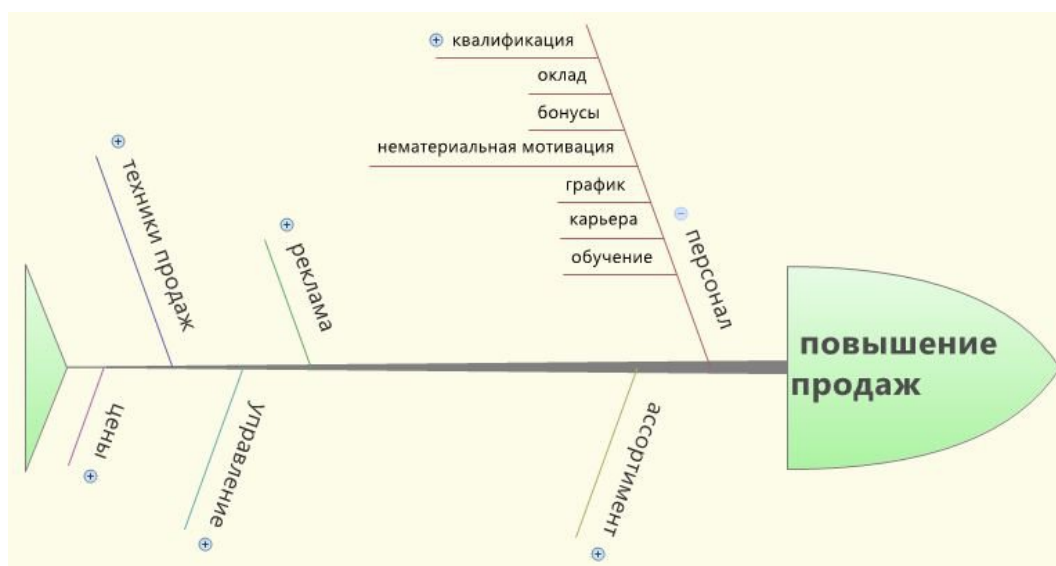 квалификация
оклад
бонусы
нематериальная мотивация
график
карьера
обучение
персонал
техники продаж
реклама
повышение
продаж
цены
управление
ассортимент